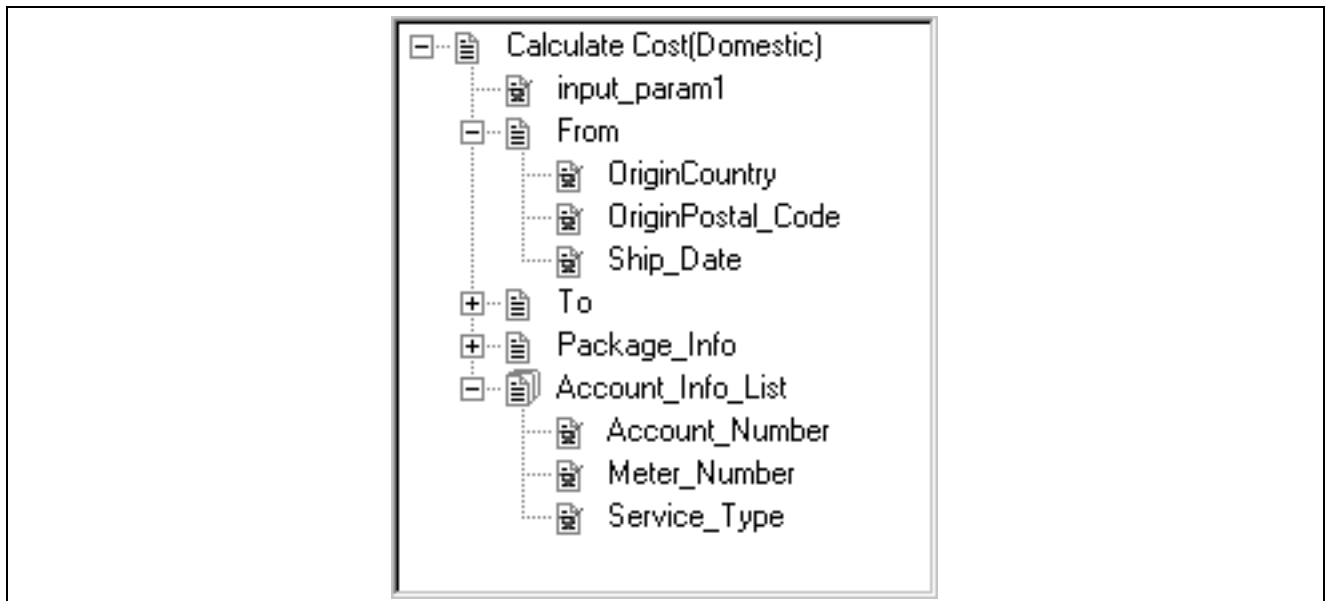 Calculate Cost(Domestic)
input_param1
From
OriginCountry
OriginPostal_Code
Ship_Date
To
Package_Info
Account_Info_List
Account_Number
Meter_Number
Service_Type